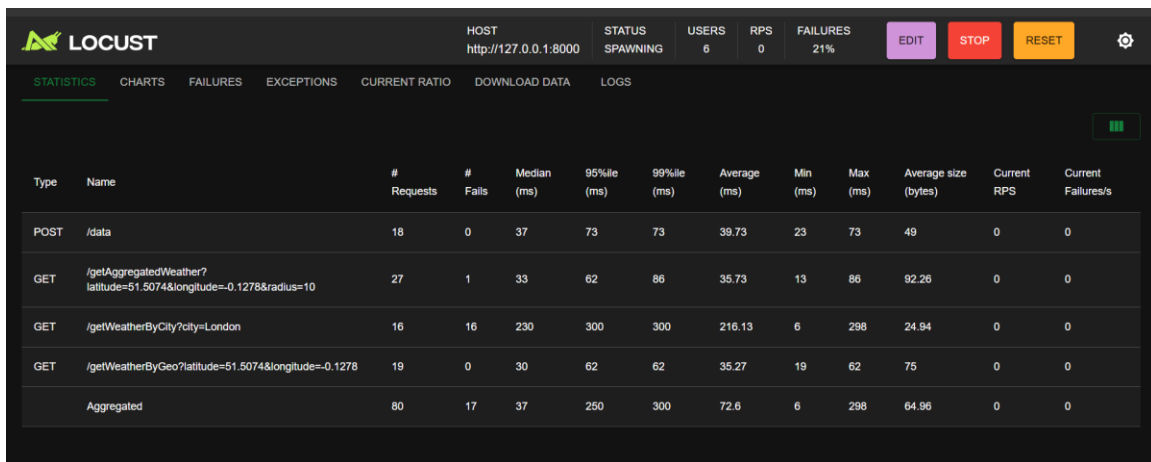 LOCUST
HOST
http://127.0.0.1:8000
STATUS
SPAWNING
USERS
6
RPS
0
FAILURES
21%
EDIT
STOP
RESET
STATISTICS CHARTS FAILURES EXCEPTIONS CURRENT RATIO DOWNLOAD DATA LOGS
Type Name # Requests # Fails Median (ms) 95%ile (ms) 99%ile (ms) Average (ms) Min (ms) Max (ms) Average size (bytes) Current RPS Current Failures/s
POST /data 18 0 37 73 73 39.73 23 73 49 0 0
GET /getAggregatedWeather?latitude=51.5074&longitude=-0.1278&radius=10 27 1 33 62 86 35.73 13 86 92.26 0 0
GET /getWeatherByCity?city=London 16 16 230 300 300 216.13 6 298 24.94 0 0
GET /getWeatherByGeo?latitude=51.5074&longitude=-0.1278 19 0 30 62 62 35.27 19 62 75 0 0
Aggregated 80 17 37 250 300 72.6 6 298 64.96 0 0